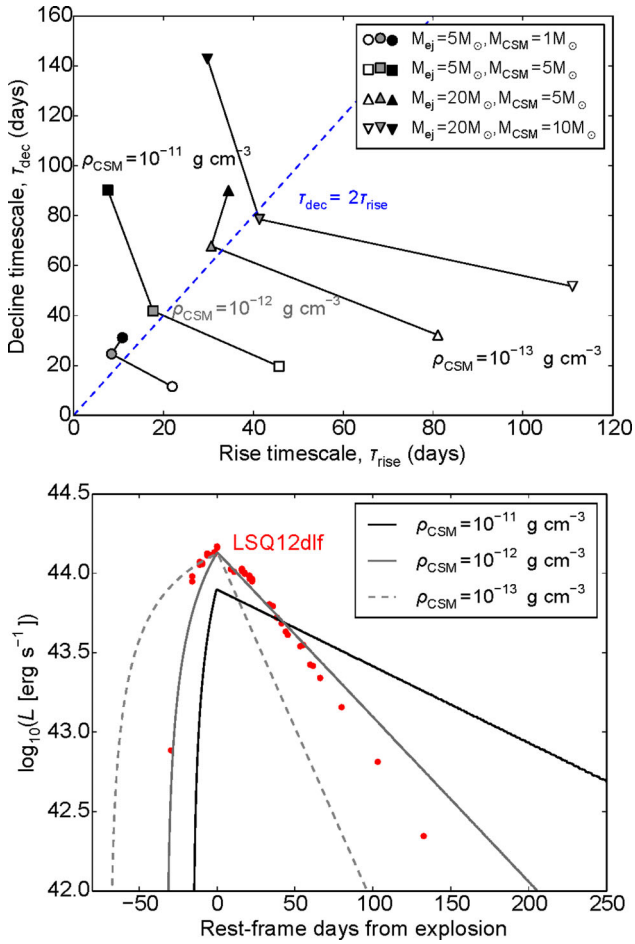 160
140
120
100
80
60
40
20
0
Decline timescale, τdec (days)
Mej=5M⊙, MCSM=1M⊙
Mej=5M⊙, MCSM=5M⊙
Mej=20M⊙, MCSM=5M⊙
Mej=20M⊙, MCSM=10M⊙
ρCSM=10⁻¹¹ g cm⁻³
τdec= 2τrise
ρCSM=10⁻¹² g cm⁻³
ρCSM=10⁻¹³ g cm⁻³
0 20 40 60 80 100 120
Rise timescale, τrise (days)
44.5
44.0
43.5
43.0
42.5
42.0
log₁₀(L [erg s⁻¹])
LSQ12dlf
ρCSM=10⁻¹¹ g cm⁻³
ρCSM=10⁻¹² g cm⁻³
ρCSM=10⁻¹³ g cm⁻³
−50 0 50 100 150 200 250
Rest-frame days from explosion